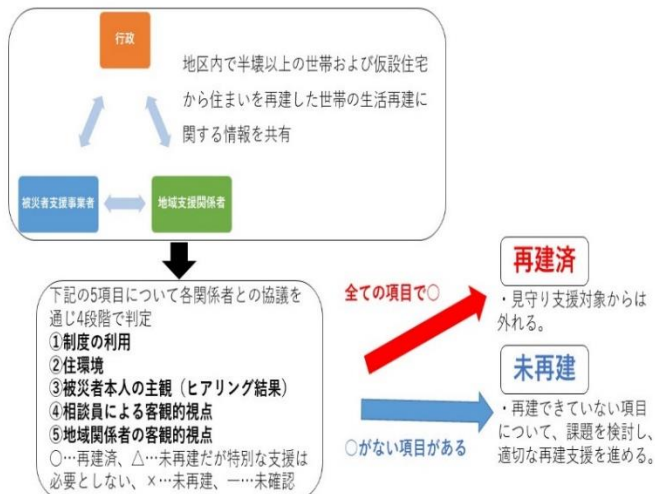 行政
地区内で半壊以上の世帯および仮設住宅
から住まいを再建した世帯の生活再建に
関する情報を共有
被災者支援事業者
地域支援関係者
下記の5項目について各関係者との協議を
通じ4段階で判定
①制度の利用
②住環境
③被災者本人の主観（ヒアリング結果）
④相談員による客観的視点
⑤地域関係者の客観的視点
○…再建済、△…未再建だが特別な支援は
必要としない、×…未再建、―…未確認
全ての項目で○
○がない項目がある
再建済
・見守り支援対象からは
外れる。
未再建
・再建できていない項目
について、課題を検討し、
適切な再建支援を進める。